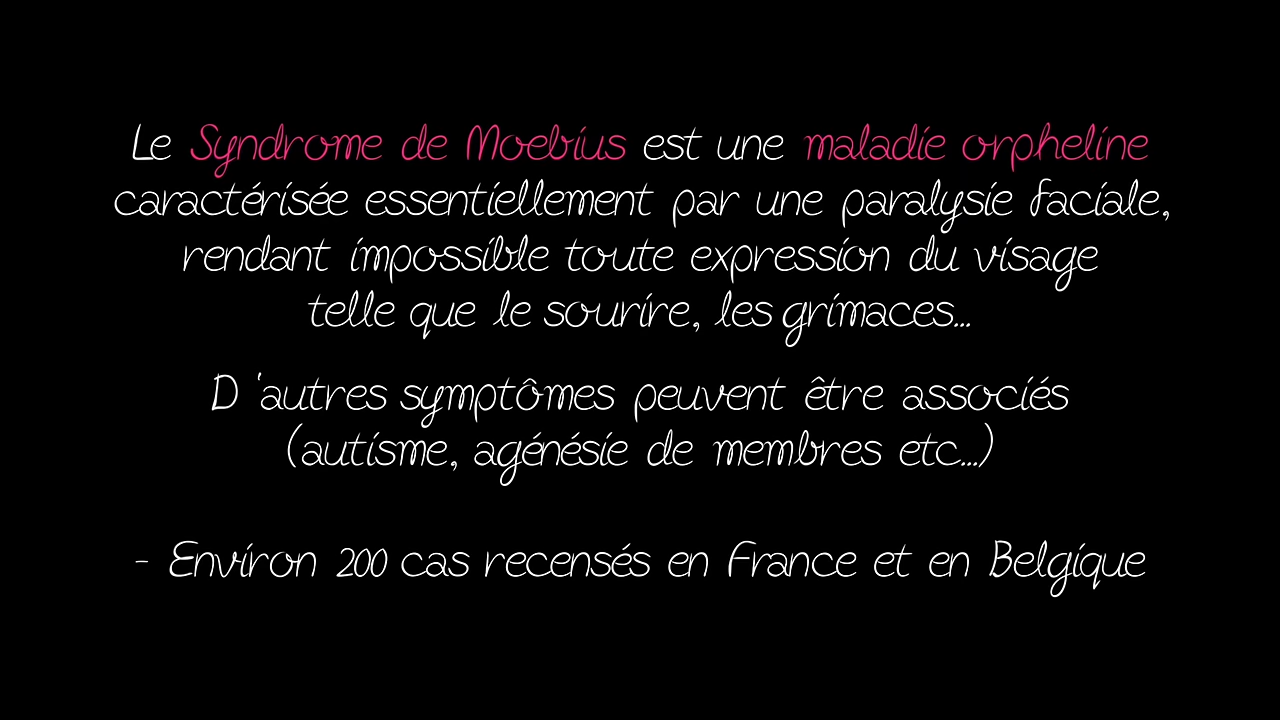 Le Syndrome de Moebius est une maladie orpheline
caractérisée essentiellement par une paralysie faciale,
rendant impossible toute expression du visage
telle que le sourire, les grimaces...
D 'autres symptômes peuvent être associés
(autisme, agénésie de membres etc...)
- Environ 200 cas recensés en France et en Belgique